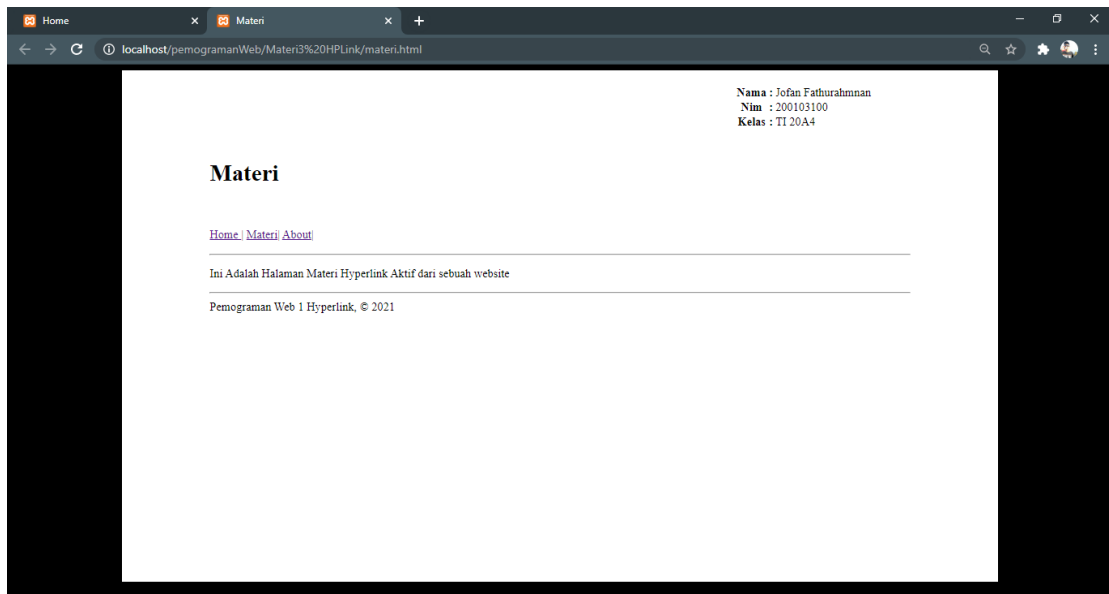 Home
Materi
localhost/pemogramanWeb/Materi3%20HPLink/materi.html
Nama : Jofan Fathurahmnan
Nim : 200103100
Kelas : TI 20A4
Materi
Home | Materi| About|
Ini Adalah Halaman Materi Hyperlink Aktif dari sebuah website
Pemograman Web 1 Hyperlink, © 2021